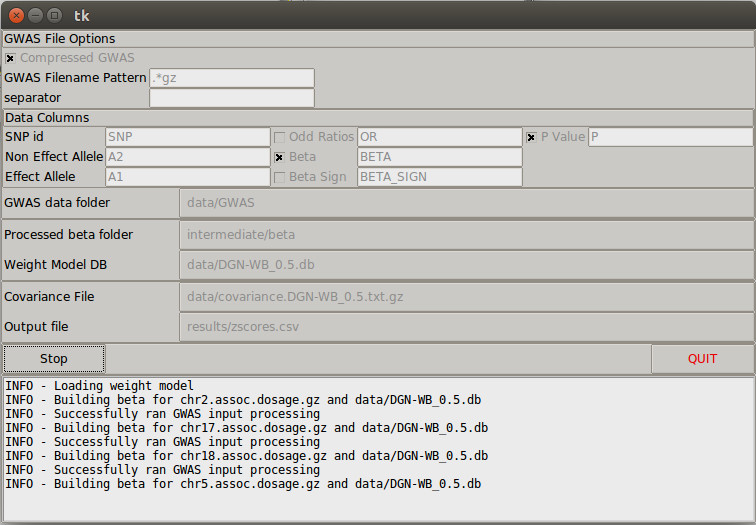 tk
GWAS File Options
Compressed GWAS
GWAS Filename Pattern .*gz
separator
Data Columns
SNP id SNP Odd Ratios OR P Value P
Non Effect Allele A2 Beta BETA
Effect Allele A1 Beta Sign BETA_SIGN
GWAS data folder data/GWAS
Processed beta folder intermediate/beta
Weight Model DB data/DGN-WB_0.5.db
Covariance File data/covariance.DGN-WB_0.5.txt.gz
Output file results/zscores.csv
Stop QUIT
INFO - Loading weight model
INFO - Building beta for chr2.assoc.dosage.gz and data/DGN-WB_0.5.db
INFO - Successfully ran GWAS input processing
INFO - Building beta for chr17.assoc.dosage.gz and data/DGN-WB_0.5.db
INFO - Successfully ran GWAS input processing
INFO - Building beta for chr18.assoc.dosage.gz and data/DGN-WB_0.5.db
INFO - Successfully ran GWAS input processing
INFO - Building beta for chr5.assoc.dosage.gz and data/DGN-WB_0.5.db